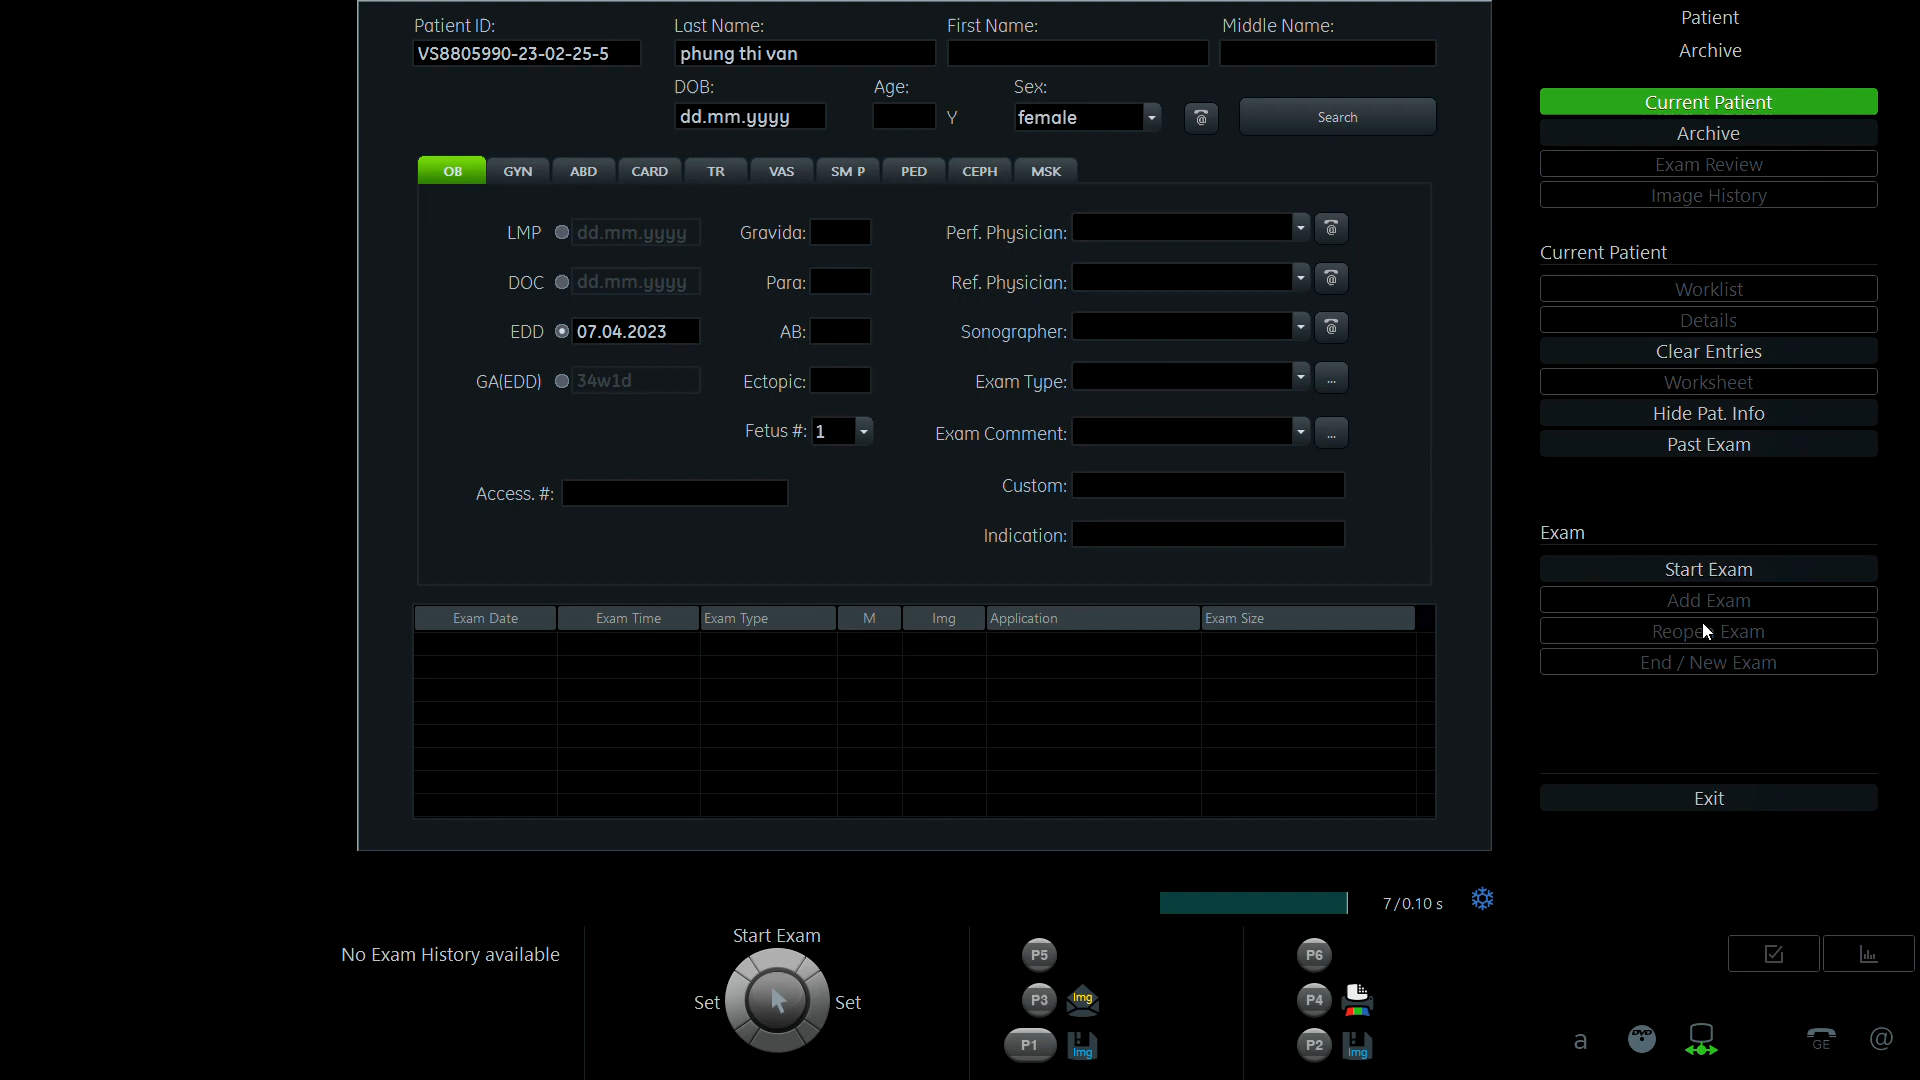 Patient ID: Last Name: First Name: Middle Name:
VS8805990-23-02-25-5 phung thi van
DOB: Age: Sex:
dd.mm.yyyy Y female @ Search
OB GYN ABD CARD TR VAS SM P PED CEPH MSK
LMP dd.mm.yyyy Gravida: Perf. Physician: @
DOC dd.mm.yyyy Para: Ref. Physician: @
EDD 07.04.2023 AB: Sonographer: @
GA(EDD) 34w1d Ectopic: Exam Type: ...
Fetus #: 1 Exam Comment: ...
Access. #: Custom:
Indication:
Exam Date Exam Time Exam Type M Img Application Exam Size
7/0.10 s
No Exam History available
Start Exam
Set Set
P5 P6
P3 Img P4
P1 Img P2 Img
Patient
Archive
Current Patient
Archive
Exam Review
Image History
Current Patient
Worklist
Details
Clear Entries
Worksheet
Hide Pat. Info
Past Exam
Exam
Start Exam
Add Exam
Reopen Exam
End / New Exam
Exit
a DVD GE @